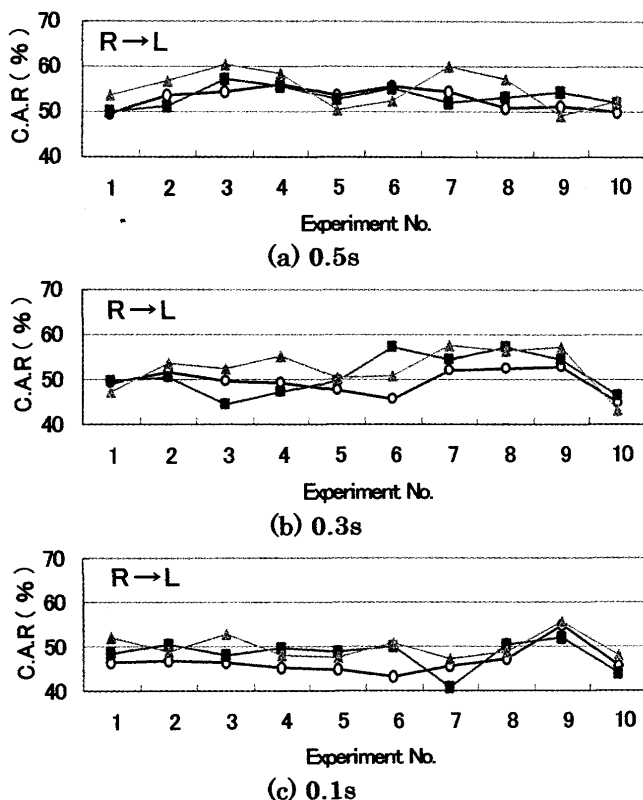 70
60
50
40
C.A.R (%)
R→L
1 2 3 4 5 6 7 8 9 10
Experiment No.
(a) 0.5s
70
60
50
40
C.A.R (%)
R→L
1 2 3 4 5 6 7 8 9 10
Experiment No.
(b) 0.3s
70
60
50
40
C.A.R (%)
R→L
1 2 3 4 5 6 7 8 9 10
Experiment No.
(c) 0.1s